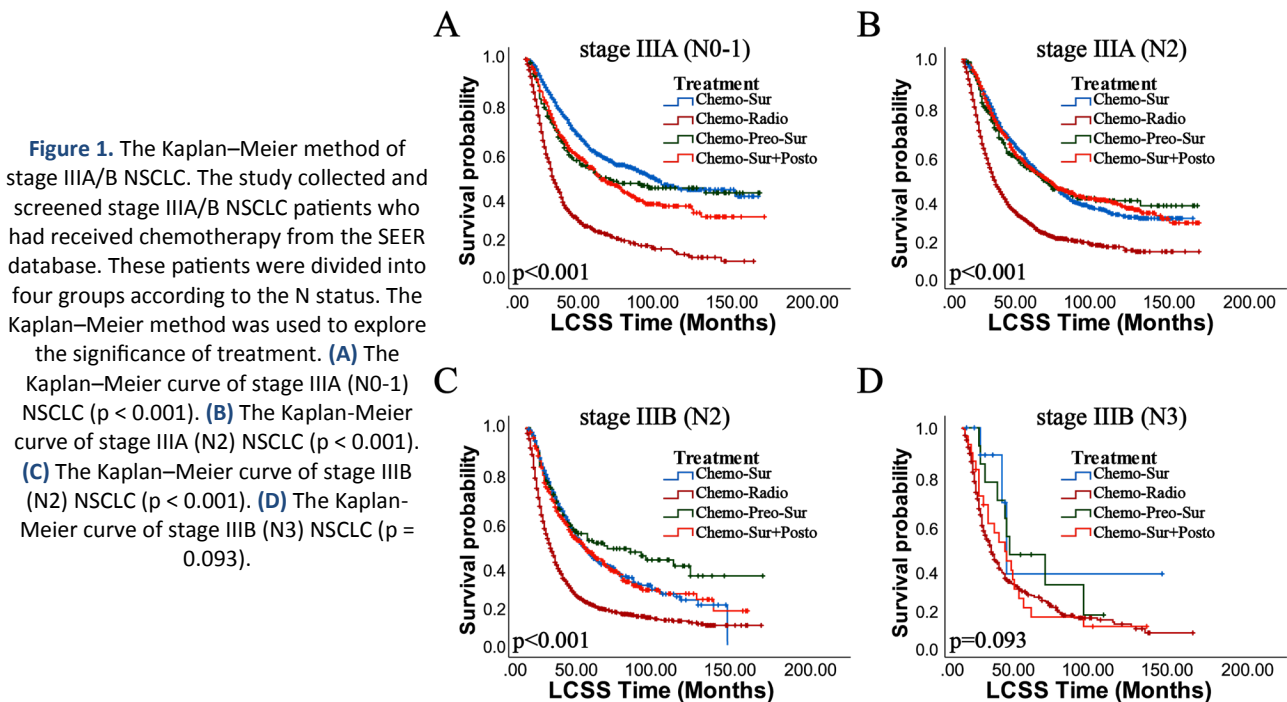 Figure 1. The Kaplan–Meier method of
stage IIIA/B NSCLC. The study collected and
screened stage IIIA/B NSCLC patients who
had received chemotherapy from the SEER
database. These patients were divided into
four groups according to the N status. The
Kaplan–Meier method was used to explore
the significance of treatment. (A) The
Kaplan–Meier curve of stage IIIA (N0-1)
NSCLC (p < 0.001). (B) The Kaplan-Meier
curve of stage IIIA (N2) NSCLC (p < 0.001).
(C) The Kaplan–Meier curve of stage IIIB
(N2) NSCLC (p < 0.001). (D) The Kaplan-
Meier curve of stage IIIB (N3) NSCLC (p =
0.093).
A
stage IIIA (N0-1)
Survival probability
1.0
0.8
0.6
0.4
0.2
0.0
Treatment
Chemo-Sur
Chemo-Radio
Chemo-Preo-Sur
Chemo-Sur+Posto
p<0.001
.00 50.00 100.00 150.00 200.00
LCSS Time (Months)
B
stage IIIA (N2)
Survival probability
1.0
0.8
0.6
0.4
0.2
0.0
Treatment
Chemo-Sur
Chemo-Radio
Chemo-Preo-Sur
Chemo-Sur+Posto
p<0.001
.00 50.00 100.00 150.00 200.00
LCSS Time (Months)
C
stage IIIB (N2)
Survival probability
1.0
0.8
0.6
0.4
0.2
0.0
Treatment
Chemo-Sur
Chemo-Radio
Chemo-Preo-Sur
Chemo-Sur+Posto
p<0.001
.00 50.00 100.00 150.00 200.00
LCSS Time (Months)
D
stage IIIB (N3)
Survival probability
1.0
0.8
0.6
0.4
0.2
0.0
Treatment
Chemo-Sur
Chemo-Radio
Chemo-Preo-Sur
Chemo-Sur+Posto
p=0.093
.00 50.00 100.00 150.00 200.00
LCSS Time (Months)